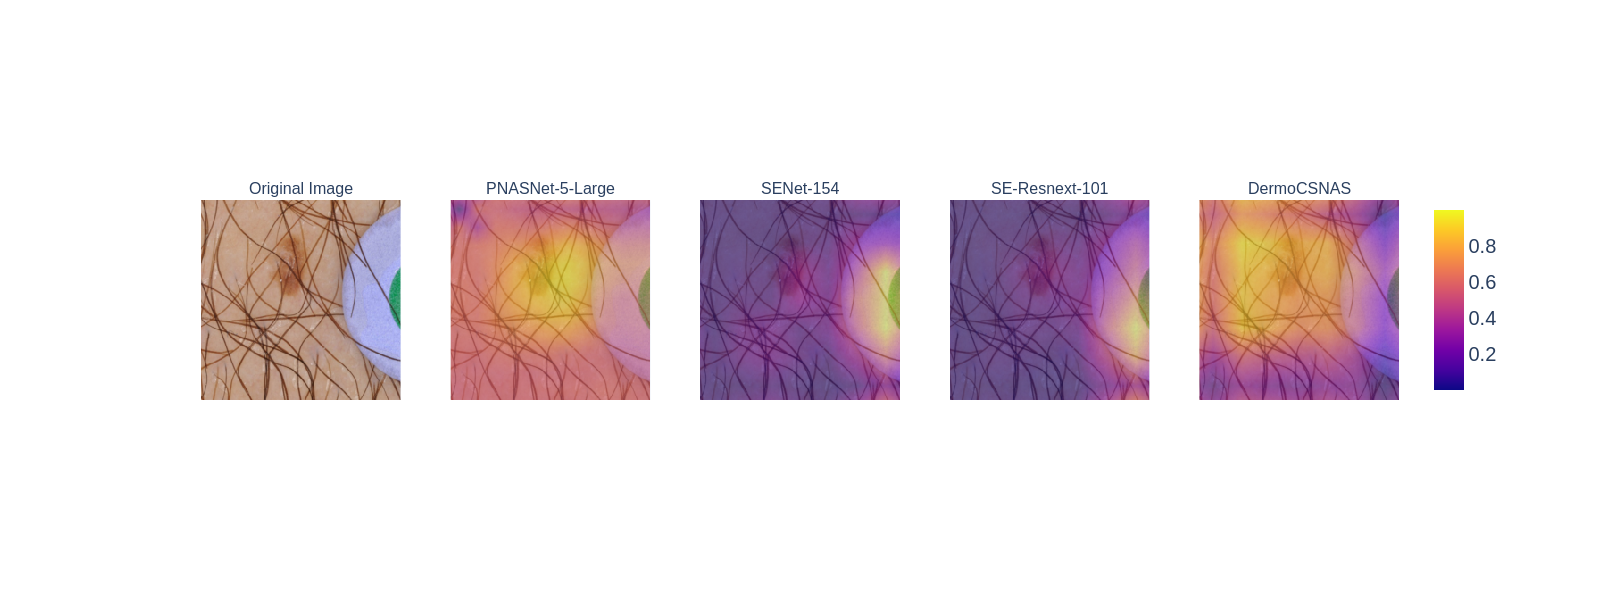 Original Image
PNASNet-5-Large
SENet-154
SE-Resnext-101
DermoCSNAS
0.8
0.6
0.4
0.2